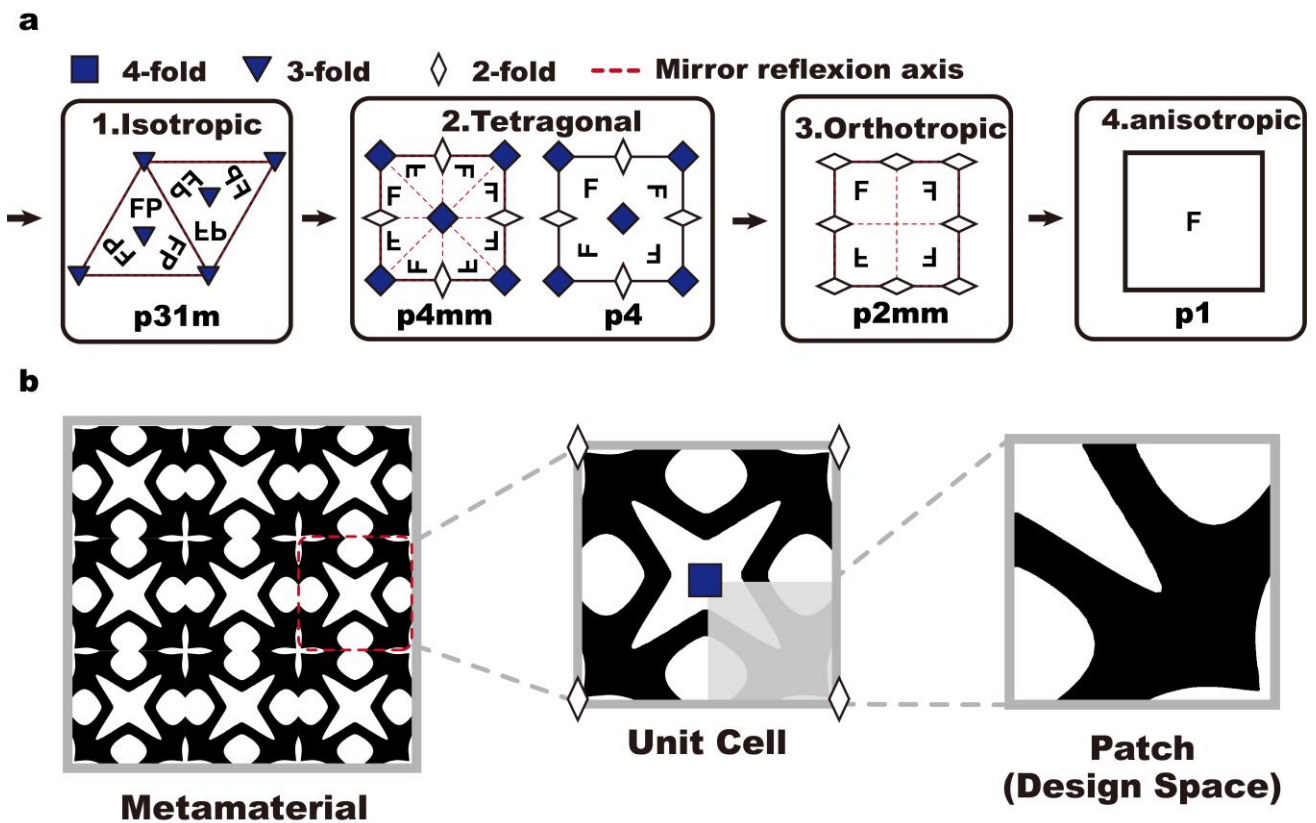 a
4-fold 3-fold 2-fold Mirror reflexion axis
1.Isotropic 2.Tetragonal 3.Orthotropic 4.anisotropic
FP FP FP FP FP FP
F F F F F F F F
F F F F
F F F F
F
p31m p4mm p4 p2mm p1
b
Metamaterial
Unit Cell
Patch
(Design Space)